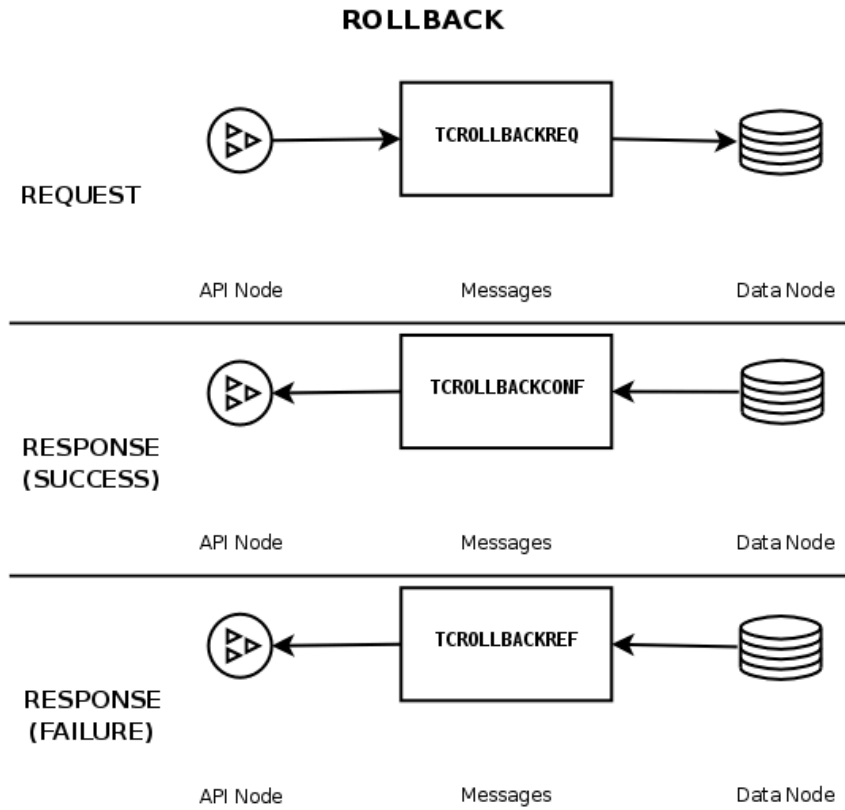 ROLLBACK
TCROLLBACKREQ
REQUEST
API Node
Messages
Data Node
TCROLLBACKCONF
RESPONSE
(SUCCESS)
API Node
Messages
Data Node
TCROLLBACKREF
RESPONSE
(FAILURE)
API Node
Messages
Data Node